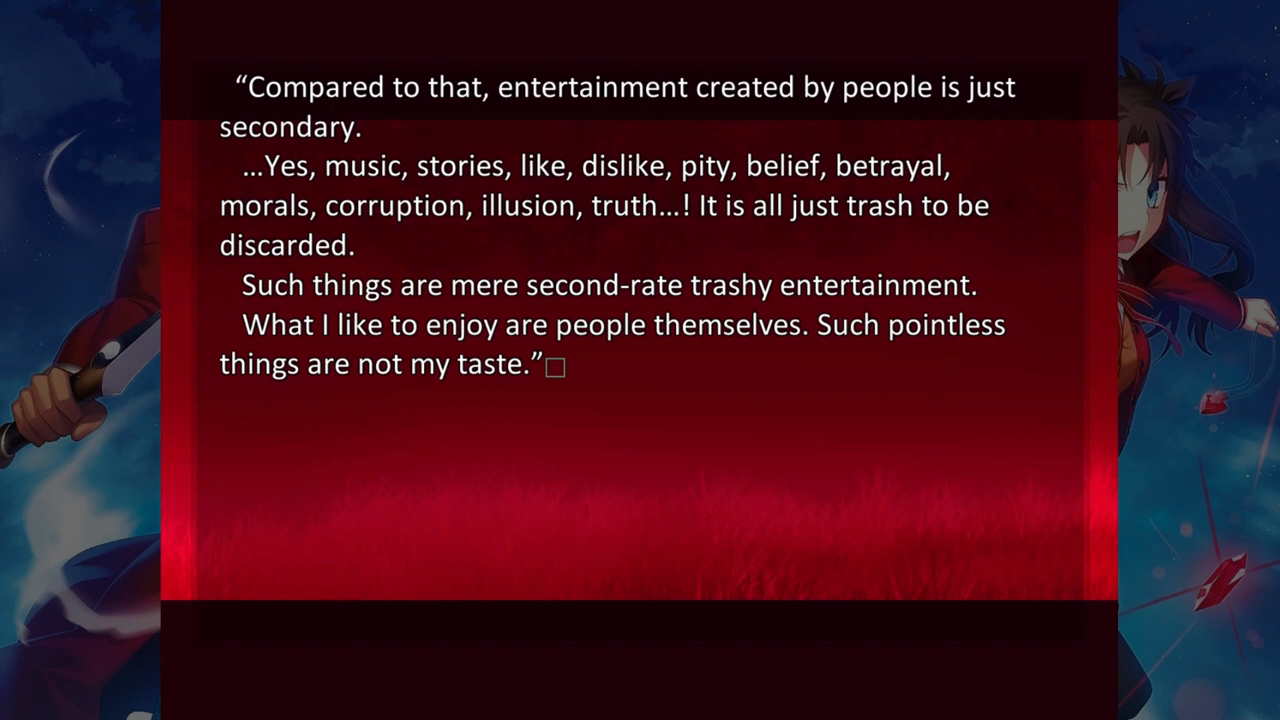 “Compared to that, entertainment created by people is just
secondary.
…Yes, music, stories, like, dislike, pity, belief, betrayal,
morals, corruption, illusion, truth…! It is all just trash to be
discarded.
Such things are mere second-rate trashy entertainment.
What I like to enjoy are people themselves. Such pointless
things are not my taste.”